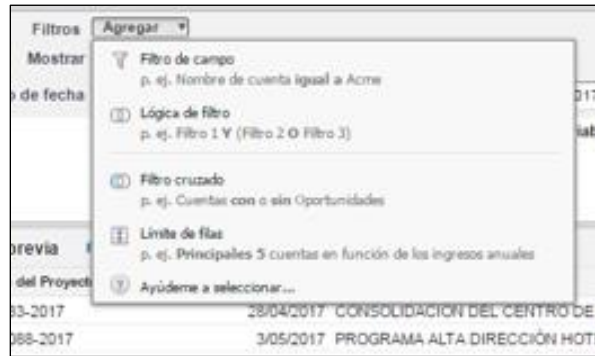 Filtros Agregar
Mostrar
Filtro de campo
p. ej. Nombre de cuenta igual a Acme
o de fecha
017
Lógica de filtro
p. ej. Filtro 1 Y (Filtro 2 O Filtro 3)
iab
Filtro cruzado
p. ej. Cuentas con o sin Oportunidades
Límite de filas
p. ej. Principales 5 cuentas en función de los ingresos anuales
previa
Ayúdeme a seleccionar...
del Proyect
33-2017 28/04/2017 CONSOLIDACION DEL CENTRO DE
088-2017 3/05/2017 PROGRAMA ALTA DIRECCIÓN HOT